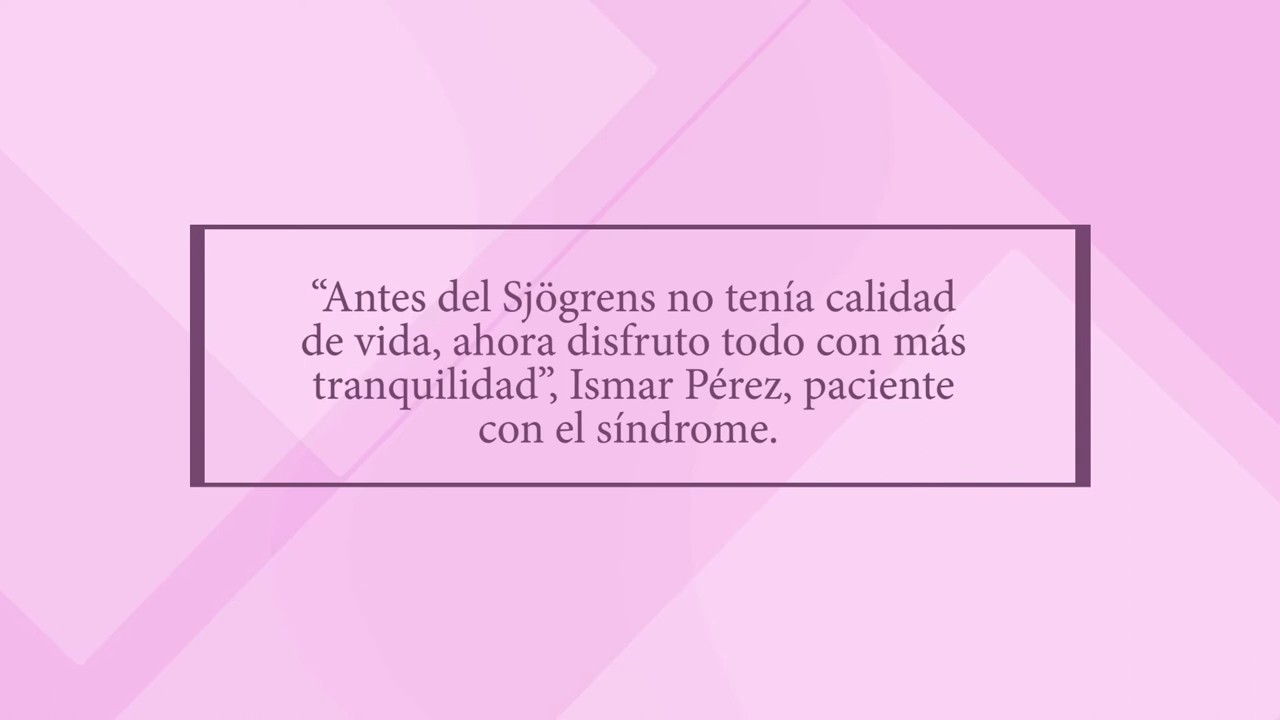 “Antes del Sjögrens no tenía calidad
de vida, ahora disfruto todo con más
tranquilidad”, Ismar Pérez, paciente
con el síndrome.